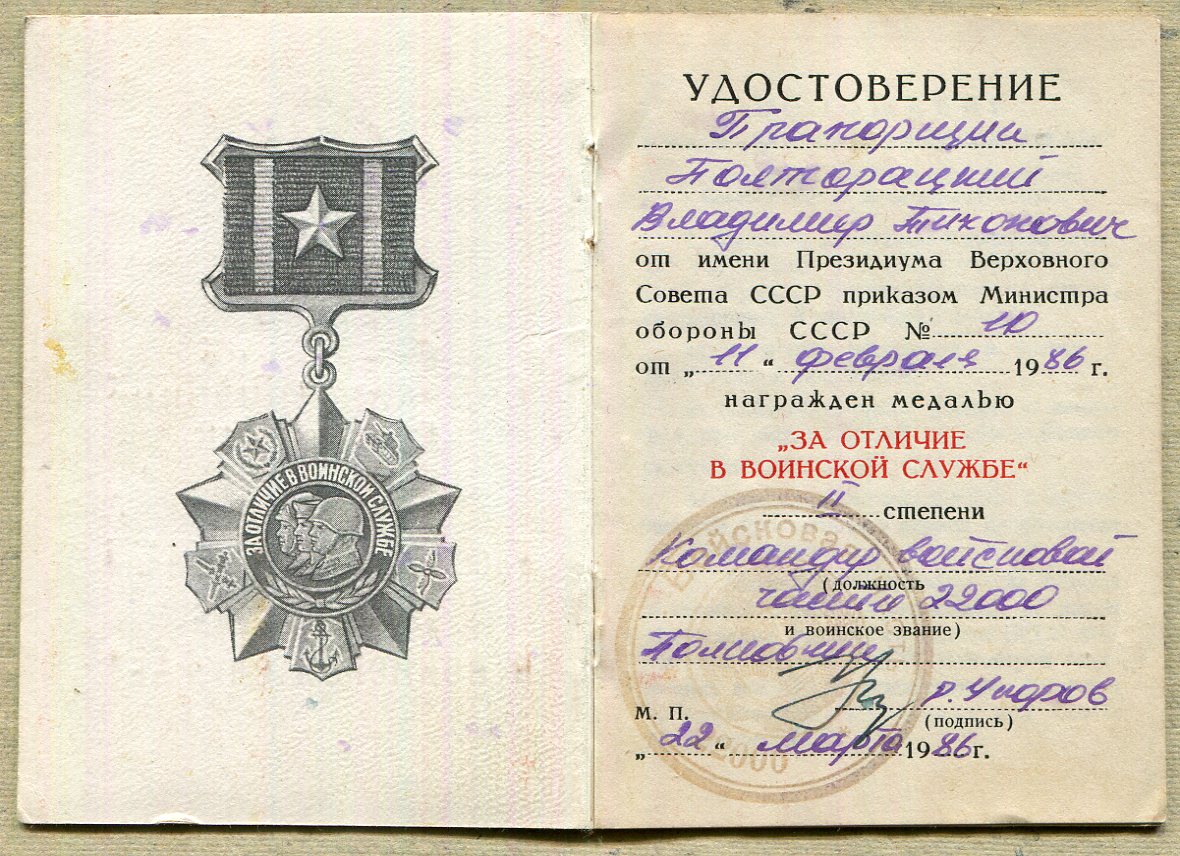 ЗА ОТЛИЧИЕ В ВОИНСКОЙ СЛУЖБЕ
УДОСТОВЕРЕНИЕ
Прапорщик
Полторацкий
Владимир Тихонович
от имени Президиума Верховного
Совета СССР приказом Министра
обороны СССР № 10
от „11“ февраля 1986 г.
награжден медалью
„ЗА ОТЛИЧИЕ
В ВОИНСКОЙ СЛУЖБЕ“
II степени
Командир войсковой
(должность
части 22000
и воинское звание)
Полковник
М. П.
(подпись)
„22“ марта 1986 г.